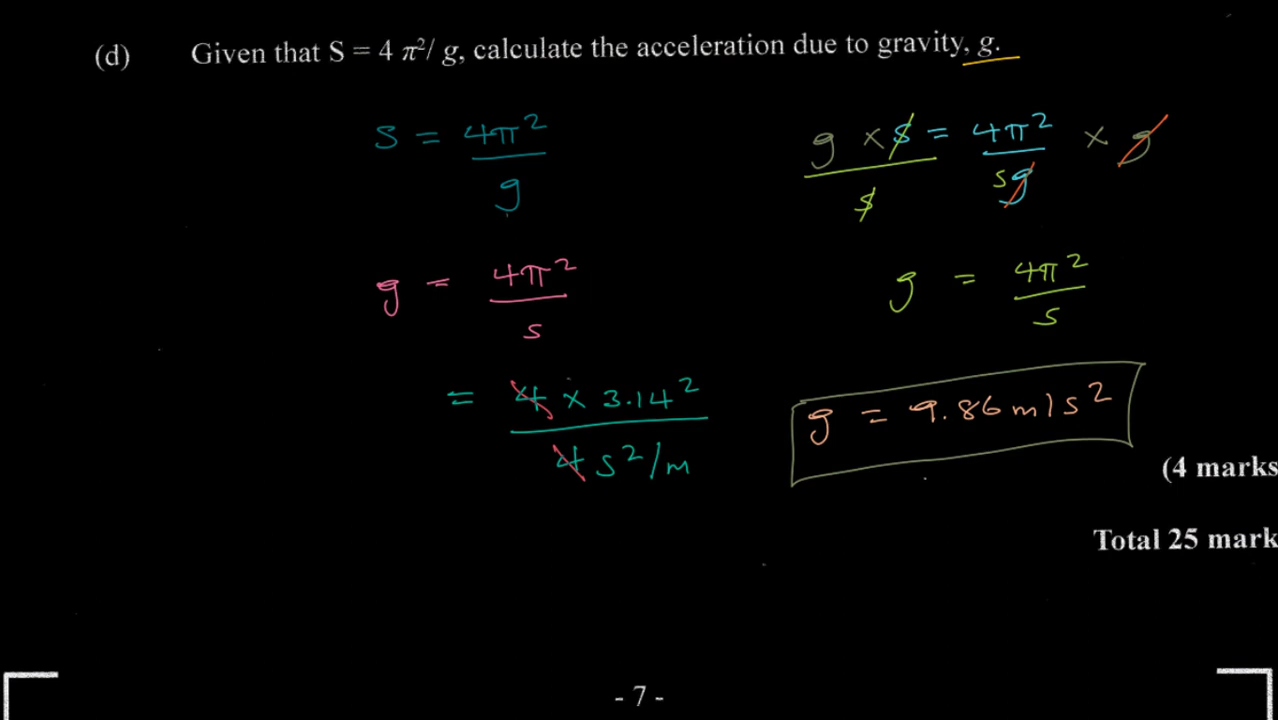 (d) Given that S = 4 π²/ g, calculate the acceleration due to gravity, g.
S = 4π² / g
g × s / s = 4π² / sg × g
g = 4π² / s
g = 4π² / s
= 4 × 3.14² / 4 s²/m
g = 9.86 m/s²
(4 marks
Total 25 mark
- 7 -